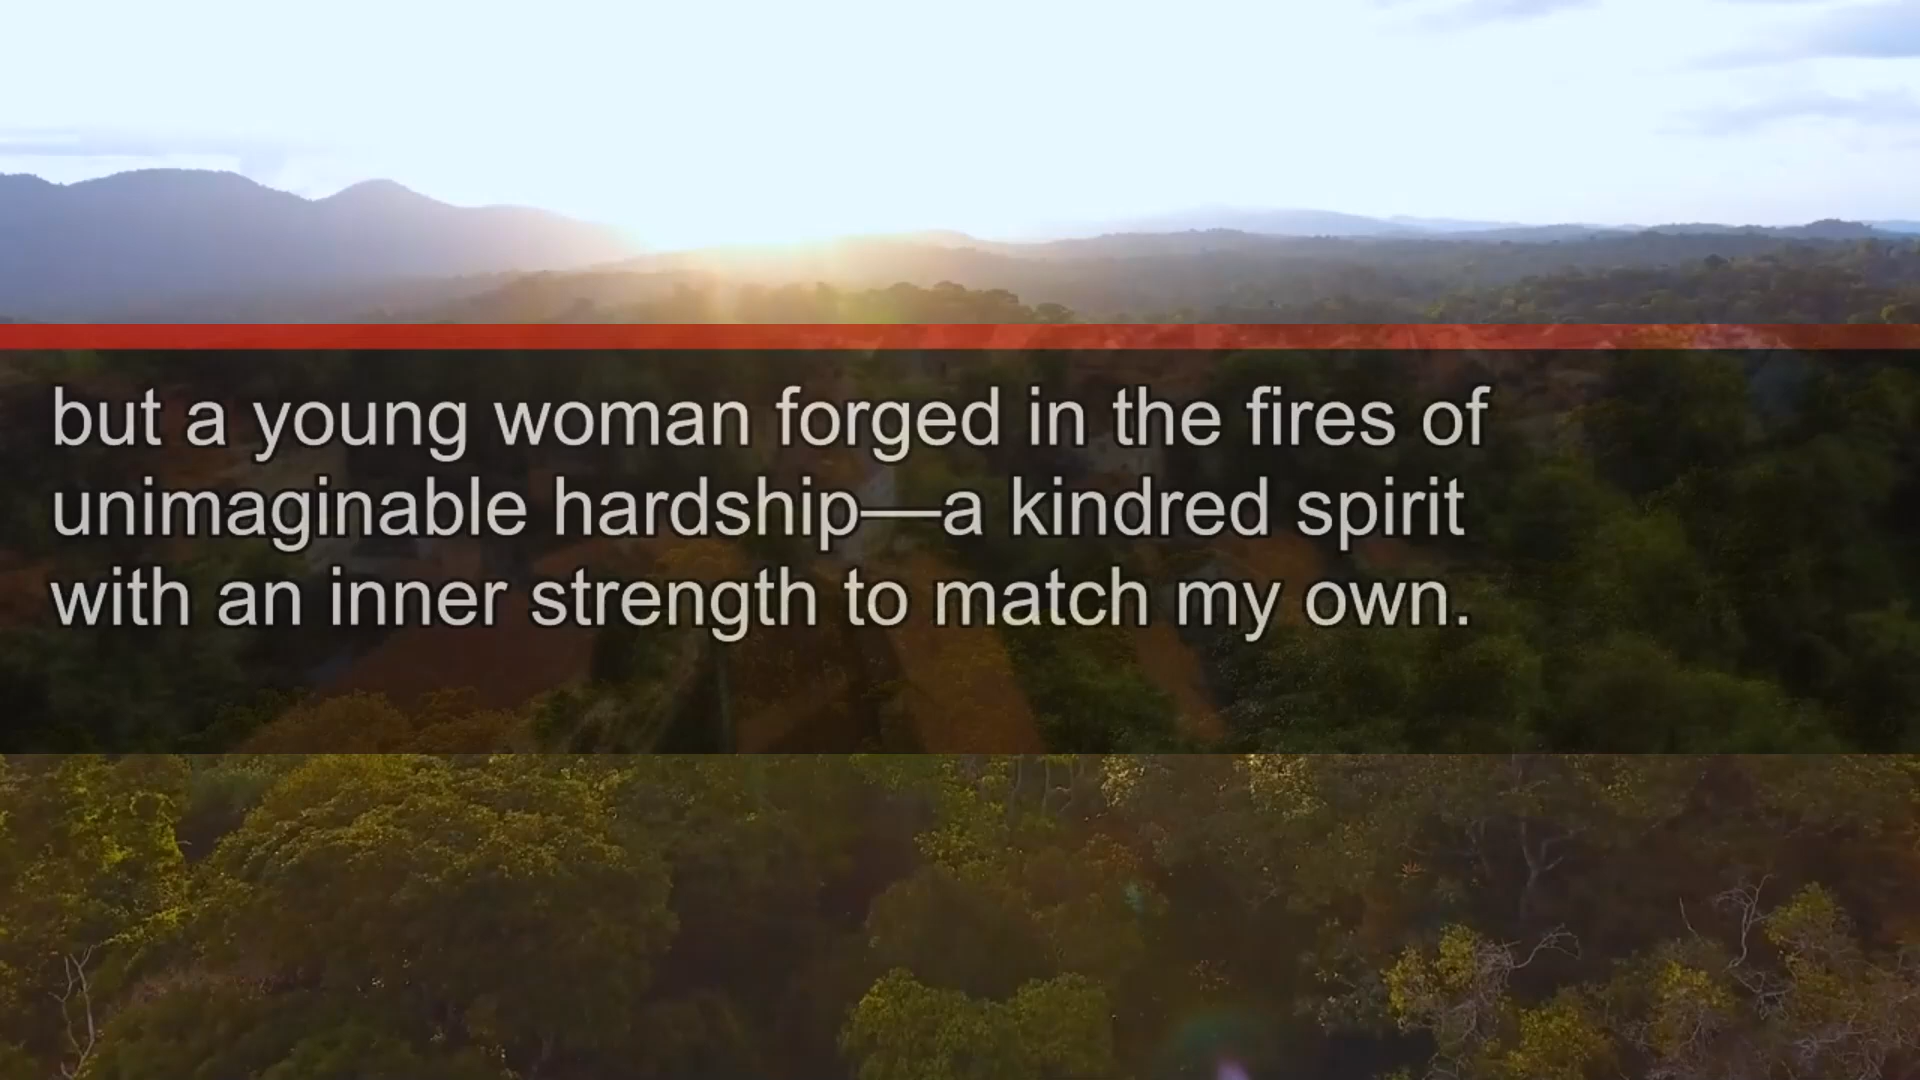 but a young woman forged in the fires of
unimaginable hardship—a kindred spirit
with an inner strength to match my own.